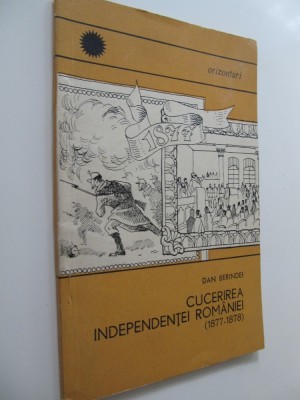 orizonturi
1877
DAN BERINDEI
CUCERIREA
INDEPENDENȚEI ROMÂNIEI
(1877-1878)